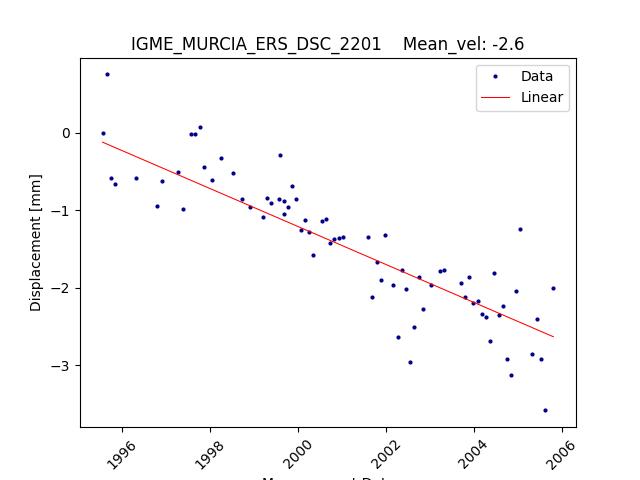 IGME_MURCIA_ERS_DSC_2201 Mean_vel: -2.6
Data
Linear
Displacement [mm]
0
−1
−2
−3
1996
1998
2000
2002
2004
2006